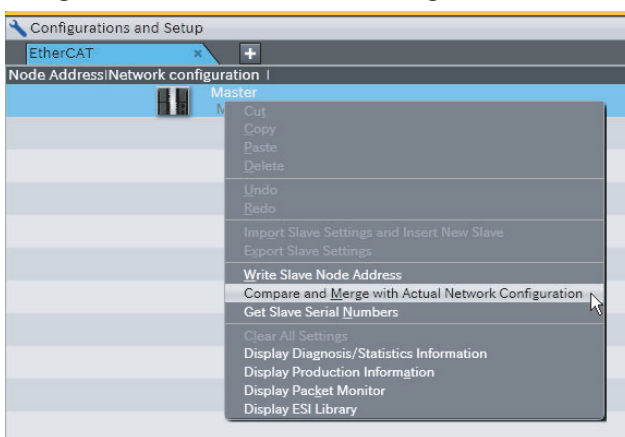 Configurations and Setup
EtherCAT
Node Address|Network configuration |
Master
Cut
Copy
Paste
Delete
Undo
Redo
Import Slave Settings and Insert New Slave
Export Slave Settings
Write Slave Node Address
Compare and Merge with Actual Network Configuration
Get Slave Serial Numbers
Clear All Settings
Display Diagnosis/Statistics Information
Display Production Information
Display Packet Monitor
Display ESI Library